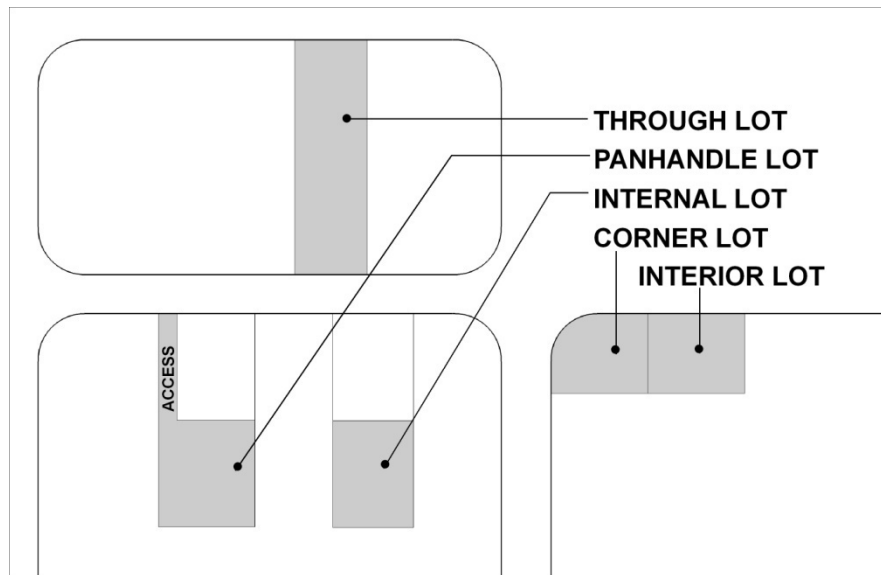 THROUGH LOT
PANHANDLE LOT
INTERNAL LOT
CORNER LOT
INTERIOR LOT
ACCESS